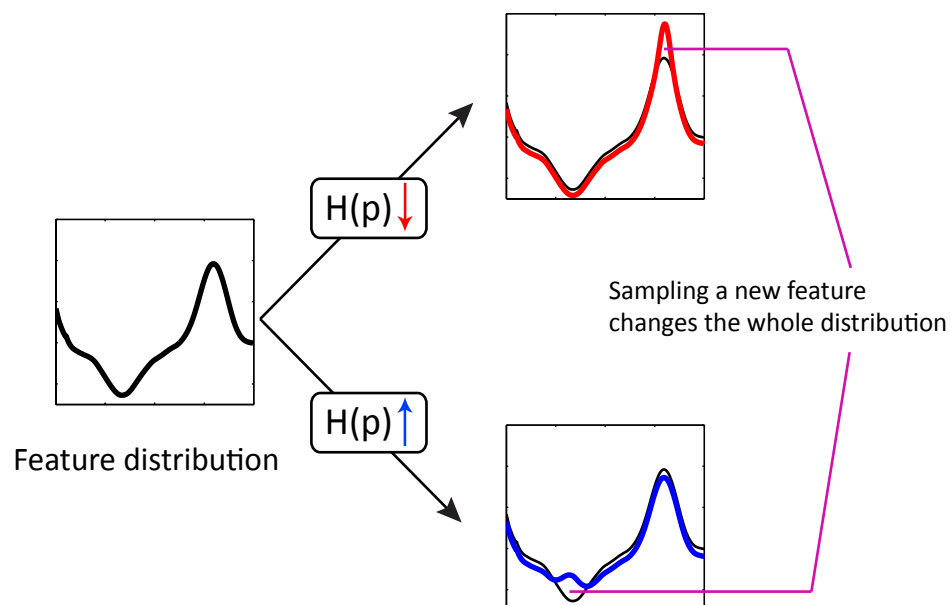 H(p)
Sampling a new feature
changes the whole distribution
H(p)
Feature distribution